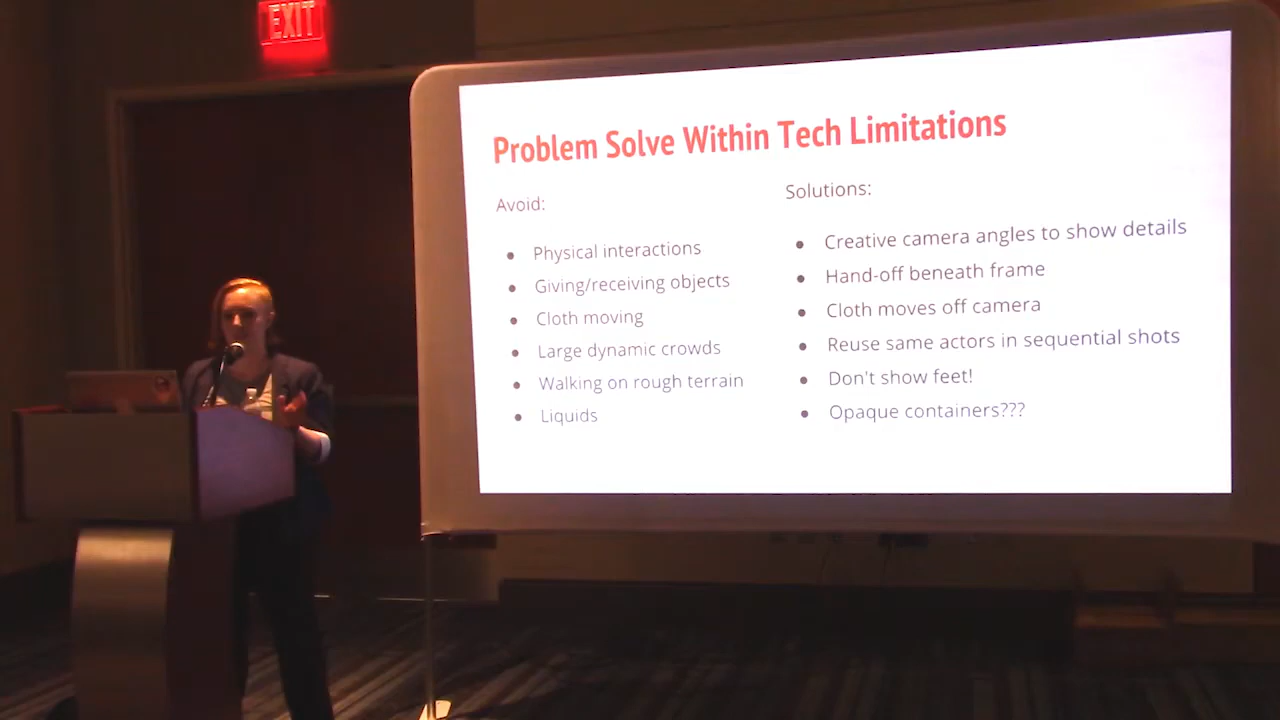 EXIT
Problem Solve Within Tech Limitations
Avoid:
• Physical interactions
• Giving/receiving objects
• Cloth moving
• Large dynamic crowds
• Walking on rough terrain
• Liquids
Solutions:
• Creative camera angles to show details
• Hand-off beneath frame
• Cloth moves off camera
• Reuse same actors in sequential shots
• Don't show feet!
• Opaque containers???